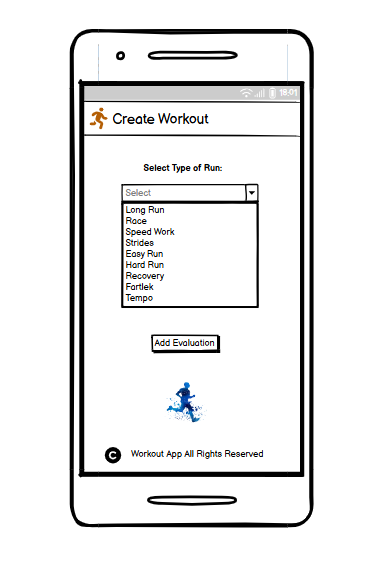 18:01
Create Workout
Select Type of Run:
Select
Long Run
Race
Speed Work
Strides
Easy Run
Hard Run
Recovery
Fartlek
Tempo
Add Evaluation
C Workout App All Rights Reserved